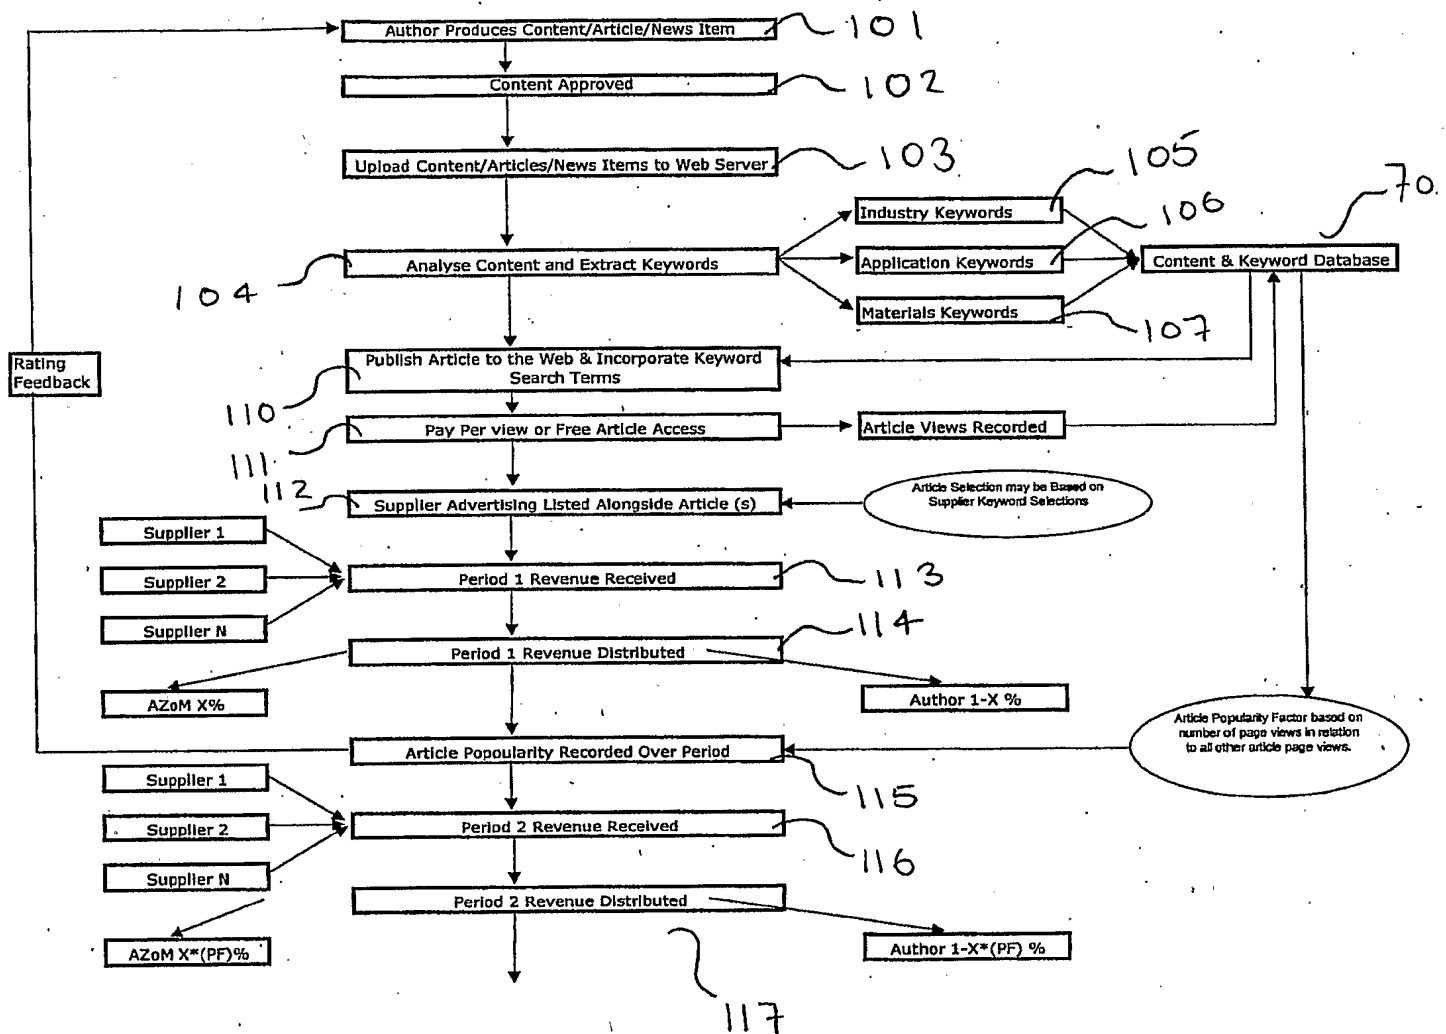 Author Produces Content/Article/News Item
101
Content Approved
102
Upload Content/Articles/News Items to Web Server
103
105
70.
Industry Keywords
106
Analyse Content and Extract Keywords
Application Keywords
Content & Keyword Database
104
Materials Keywords
107
Rating
Feedback
Publish Article to the Web & Incorporate Keyword
Search Terms
110
Pay Per view or Free Article Access
Article Views Recorded
111
112
Supplier Advertising Listed Alongside Article (s)
Article Selection may be Based on
Supplier Keyword Selections
Supplier 1
Supplier 2
Supplier N
Period 1 Revenue Received
113
114
Period 1 Revenue Distributed
AZoM X%
Author 1-X %
Article Popoularity Recorded Over Period
Article Popularity Factor based on
number of page views in relation
to all other article page views.
115
Supplier 1
Supplier 2
Supplier N
Period 2 Revenue Received
116
Period 2 Revenue Distributed
AZoM X*(PF)%
Author 1-X*(PF) %
117